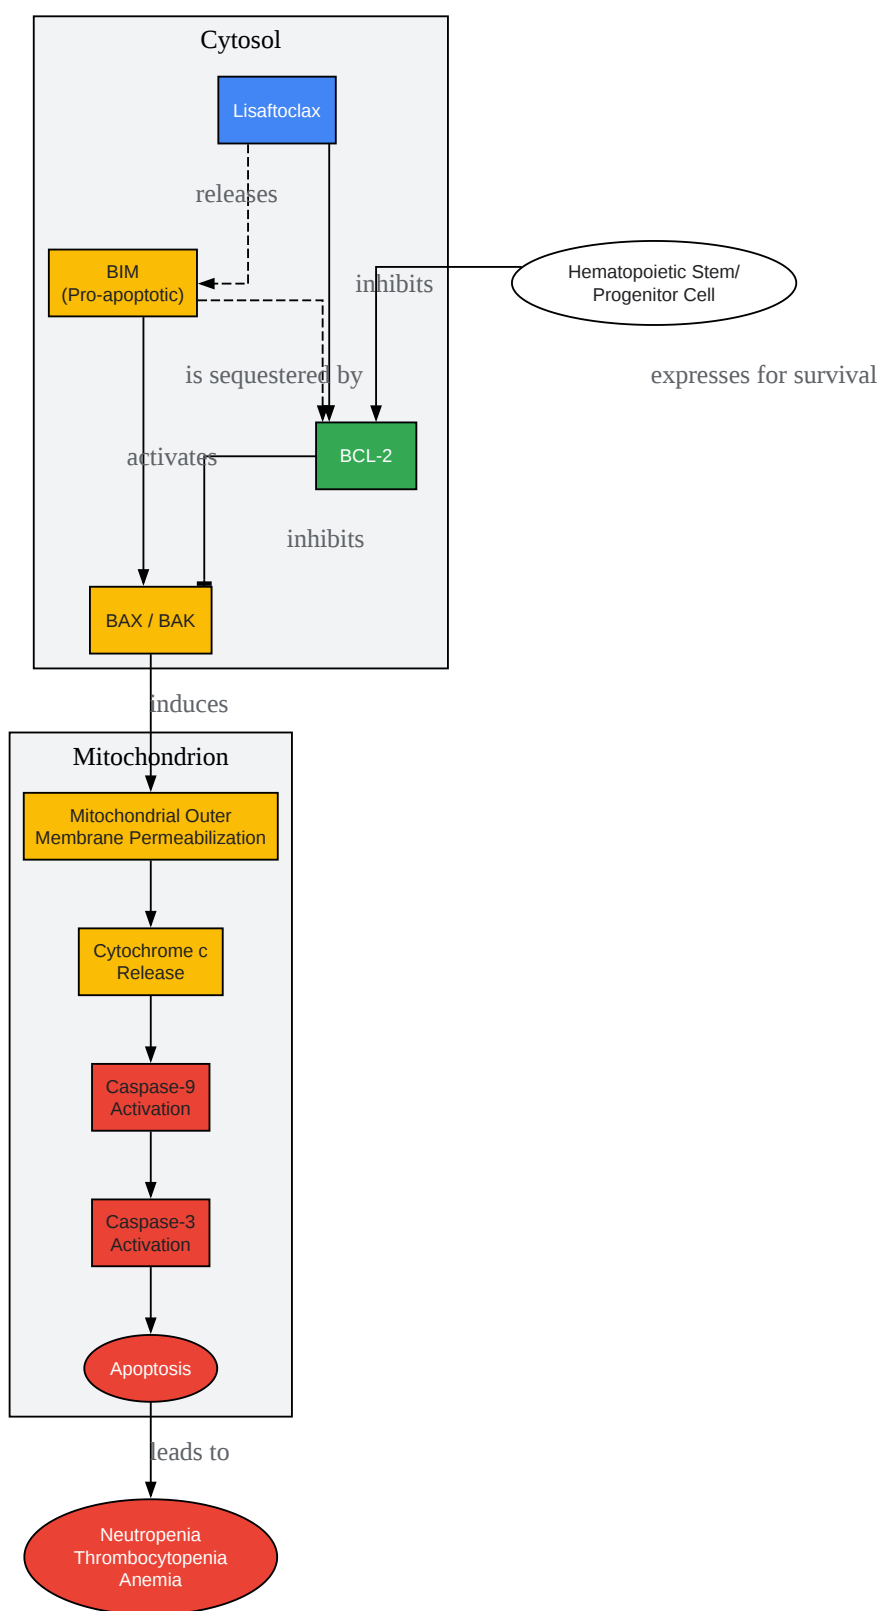 Cytosol
Lisaftoclax
releases
BIM
(Pro-apoptotic)
inhibits
Hematopoietic Stem/
Progenitor Cell
is sequestered by
expresses for survival
activates
BCL-2
inhibits
BAX / BAK
induces
Mitochondrion
Mitochondrial Outer
Membrane Permeabilization
Cytochrome c
Release
Caspase-9
Activation
Caspase-3
Activation
Apoptosis
leads to
Neutropenia
Thrombocytopenia
Anemia